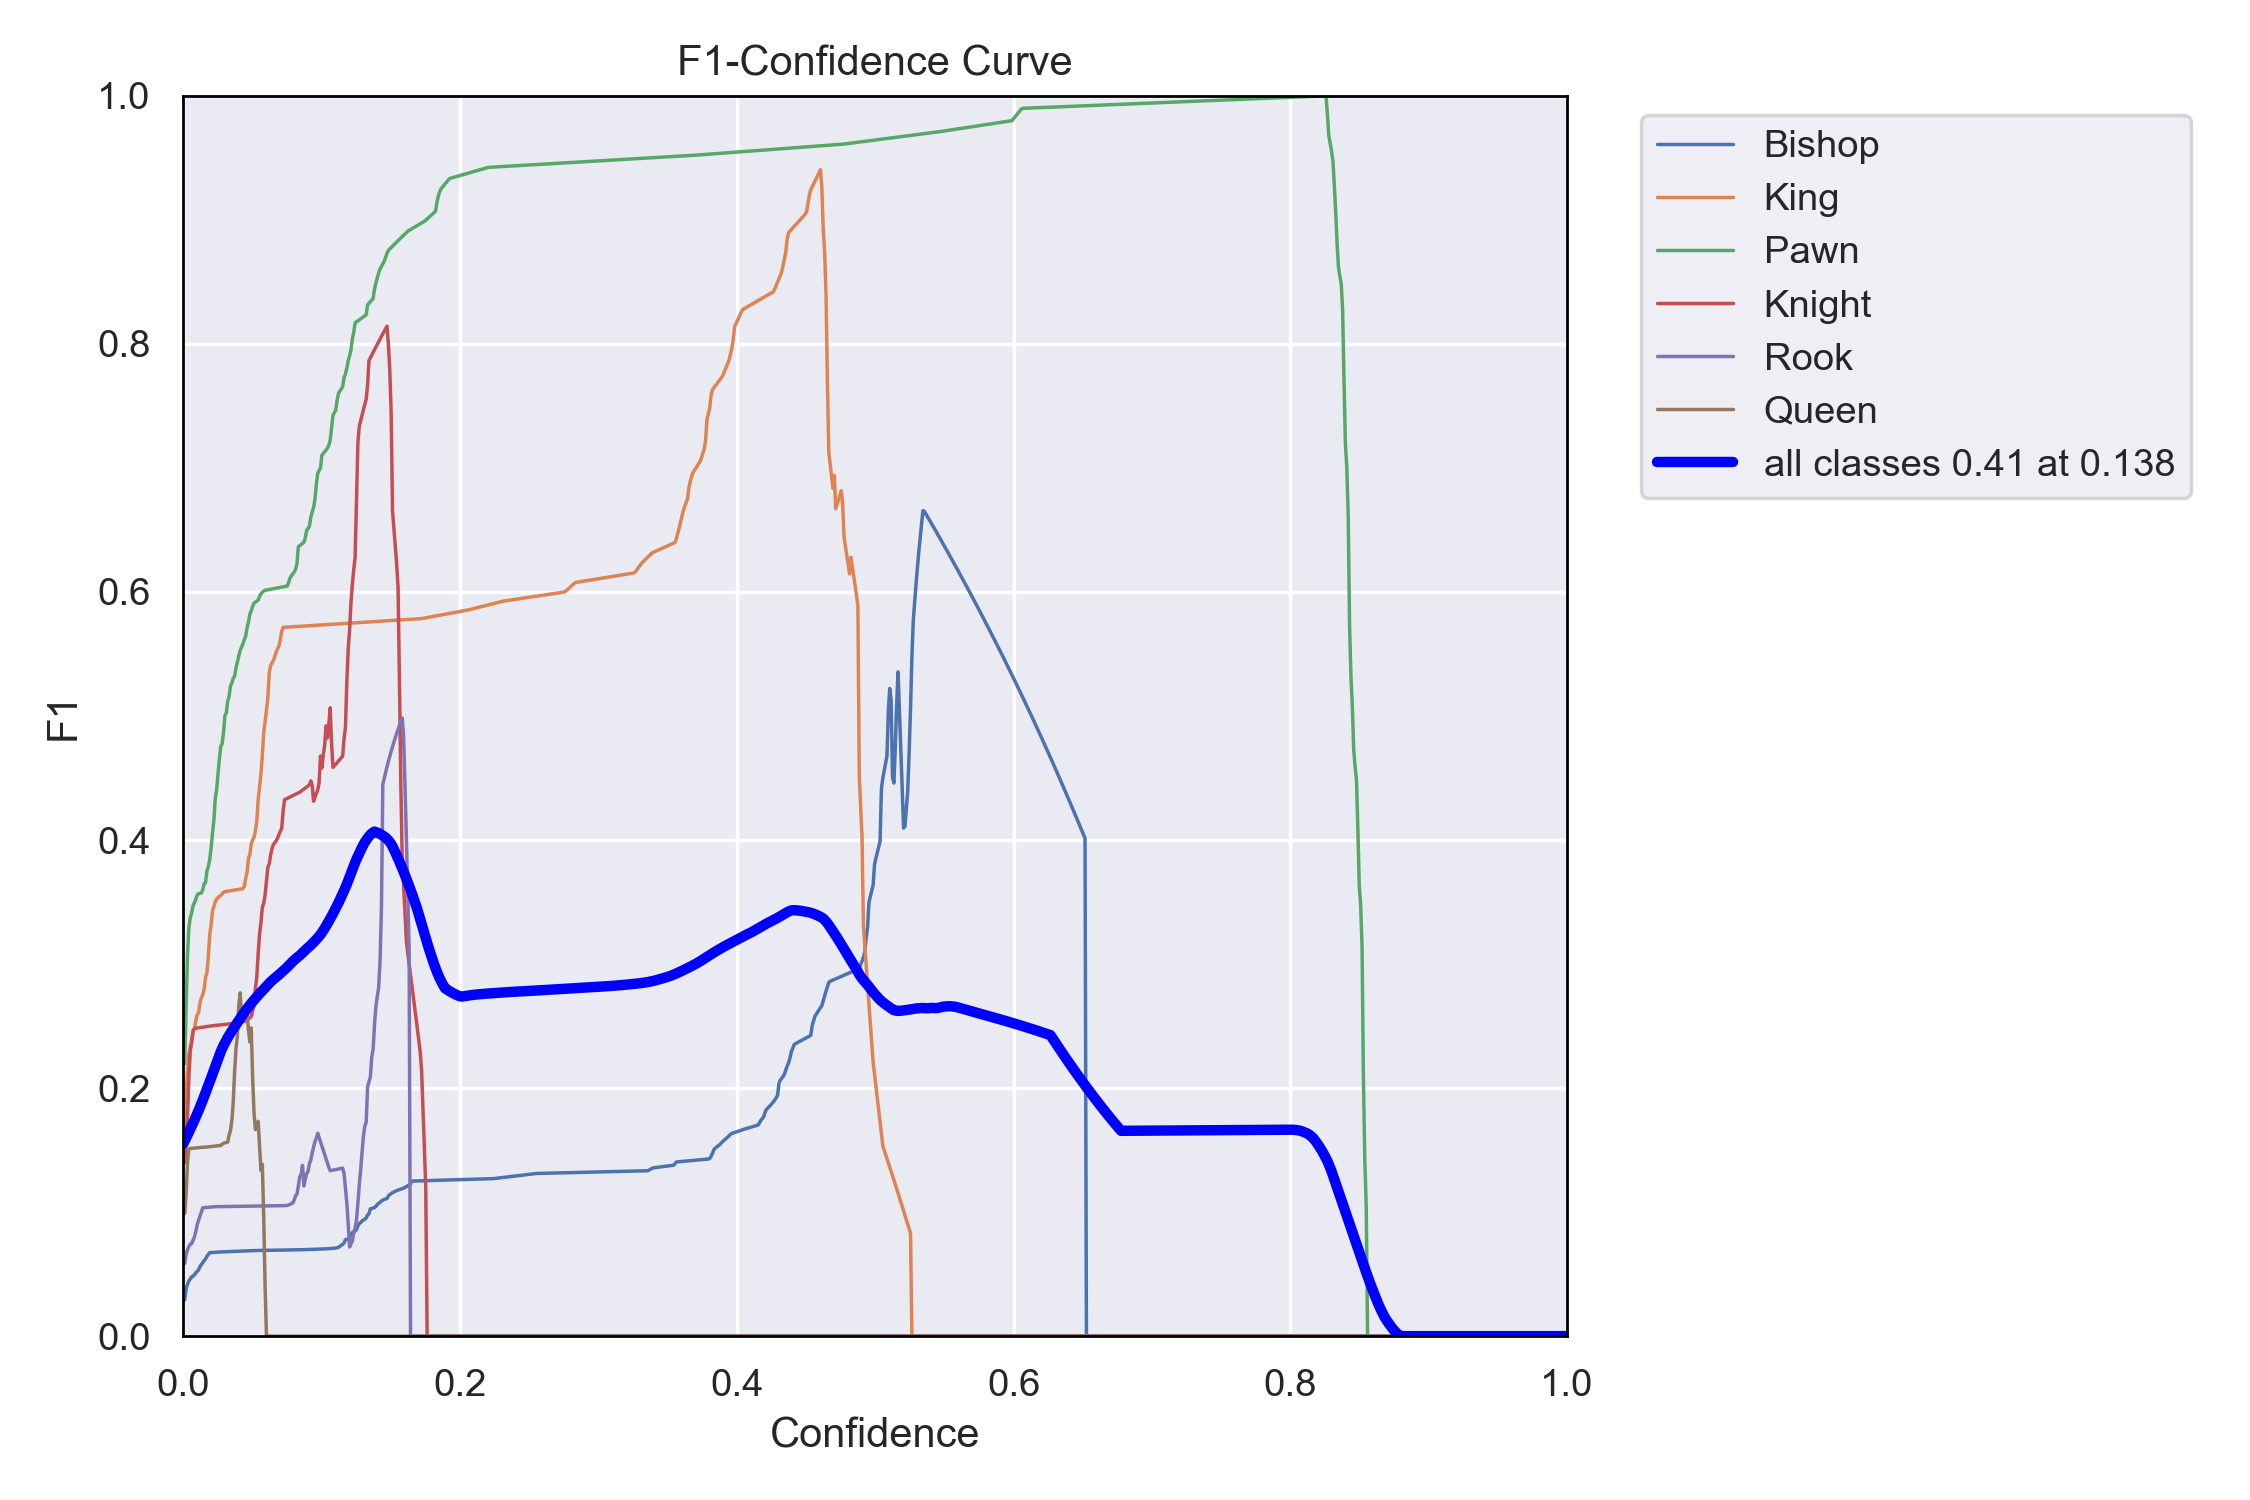 F1-Confidence Curve
1.0
0.8
0.6
0.4
0.2
0.0
F1
0.0 0.2 0.4 0.6 0.8 1.0
Confidence
Bishop
King
Pawn
Knight
Rook
Queen
all classes 0.41 at 0.138